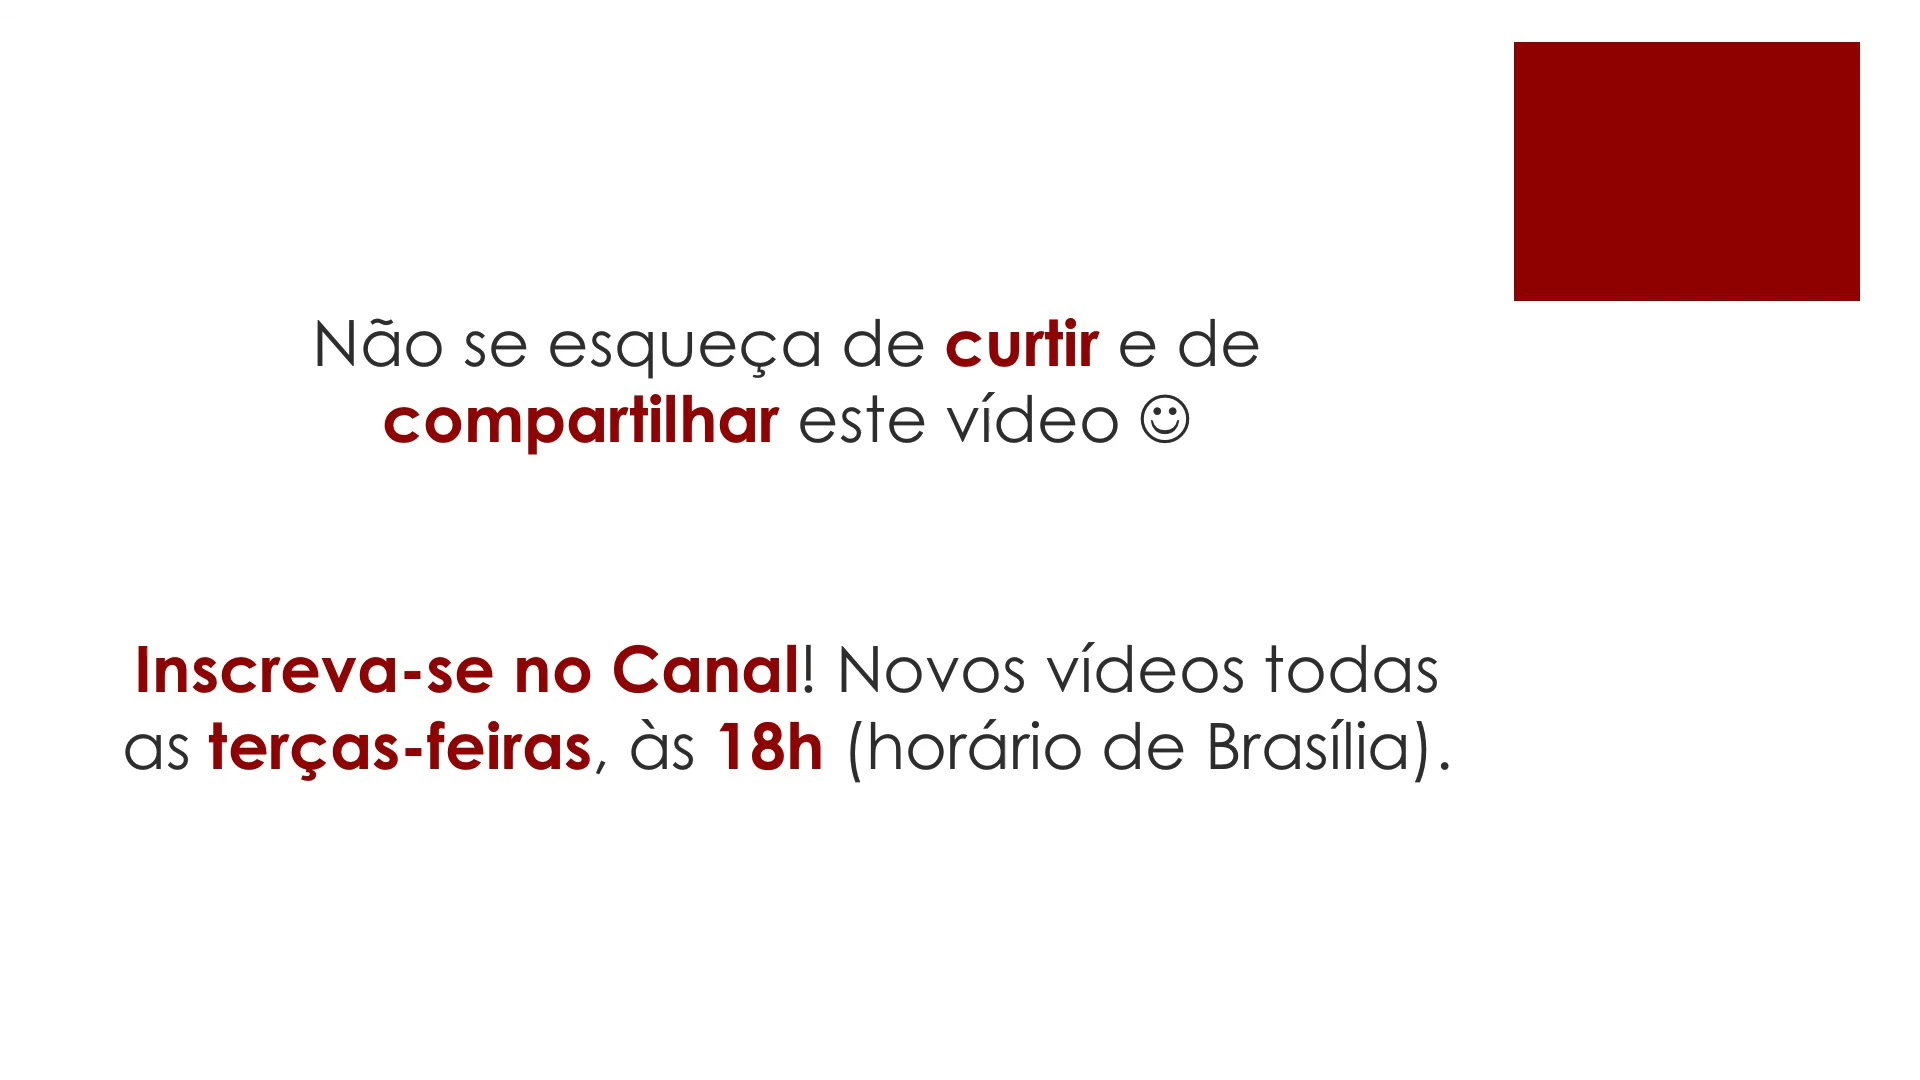 Não se esqueça de curtir e de
compartilhar este vídeo ☺
Inscreva-se no Canal! Novos vídeos todas
as terças-feiras, às 18h (horário de Brasília).